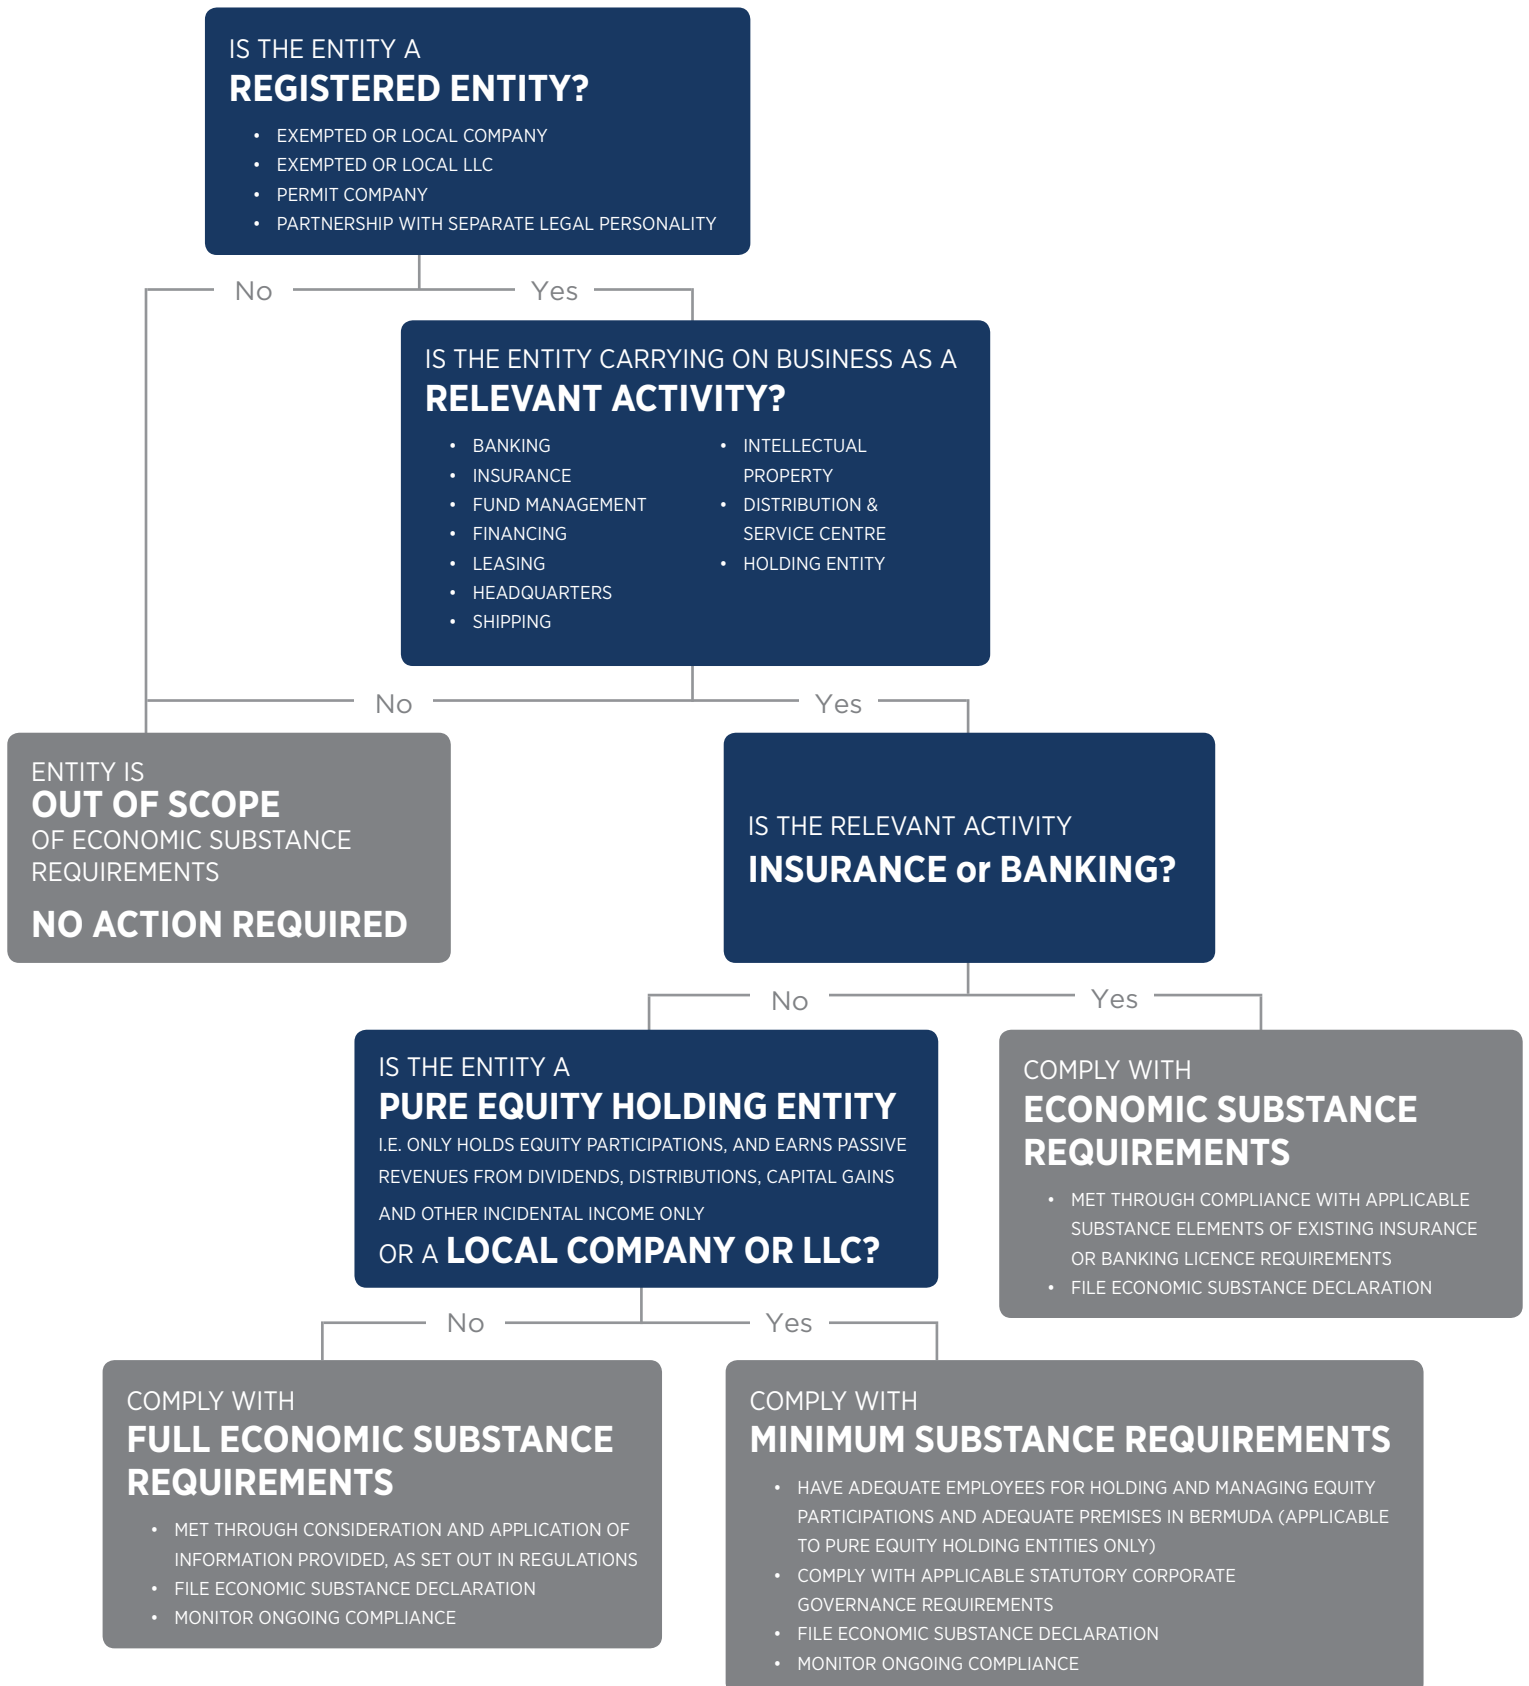 IS THE ENTITY A
REGISTERED ENTITY?
• EXEMPTED OR LOCAL COMPANY
• EXEMPTED OR LOCAL LLC
• PERMIT COMPANY
• PARTNERSHIP WITH SEPARATE LEGAL PERSONALITY
No
Yes
IS THE ENTITY CARRYING ON BUSINESS AS A
RELEVANT ACTIVITY?
• BANKING
• INSURANCE
• FUND MANAGEMENT
• FINANCING
• LEASING
• HEADQUARTERS
• SHIPPING
• INTELLECTUAL
PROPERTY
• DISTRIBUTION &
SERVICE CENTRE
• HOLDING ENTITY
No
Yes
ENTITY IS
OUT OF SCOPE
OF ECONOMIC SUBSTANCE
REQUIREMENTS
NO ACTION REQUIRED
IS THE RELEVANT ACTIVITY
INSURANCE or BANKING?
No
Yes
IS THE ENTITY A
PURE EQUITY HOLDING ENTITY
I.E. ONLY HOLDS EQUITY PARTICIPATIONS, AND EARNS PASSIVE
REVENUES FROM DIVIDENDS, DISTRIBUTIONS, CAPITAL GAINS
AND OTHER INCIDENTAL INCOME ONLY
OR A LOCAL COMPANY OR LLC?
COMPLY WITH
ECONOMIC SUBSTANCE
REQUIREMENTS
• MET THROUGH COMPLIANCE WITH APPLICABLE
SUBSTANCE ELEMENTS OF EXISTING INSURANCE
OR BANKING LICENCE REQUIREMENTS
• FILE ECONOMIC SUBSTANCE DECLARATION
No
Yes
COMPLY WITH
FULL ECONOMIC SUBSTANCE
REQUIREMENTS
• MET THROUGH CONSIDERATION AND APPLICATION OF
INFORMATION PROVIDED, AS SET OUT IN REGULATIONS
• FILE ECONOMIC SUBSTANCE DECLARATION
• MONITOR ONGOING COMPLIANCE
COMPLY WITH
MINIMUM SUBSTANCE REQUIREMENTS
• HAVE ADEQUATE EMPLOYEES FOR HOLDING AND MANAGING EQUITY
PARTICIPATIONS AND ADEQUATE PREMISES IN BERMUDA (APPLICABLE
TO PURE EQUITY HOLDING ENTITIES ONLY)
• COMPLY WITH APPLICABLE STATUTORY CORPORATE
GOVERNANCE REQUIREMENTS
• FILE ECONOMIC SUBSTANCE DECLARATION
• MONITOR ONGOING COMPLIANCE